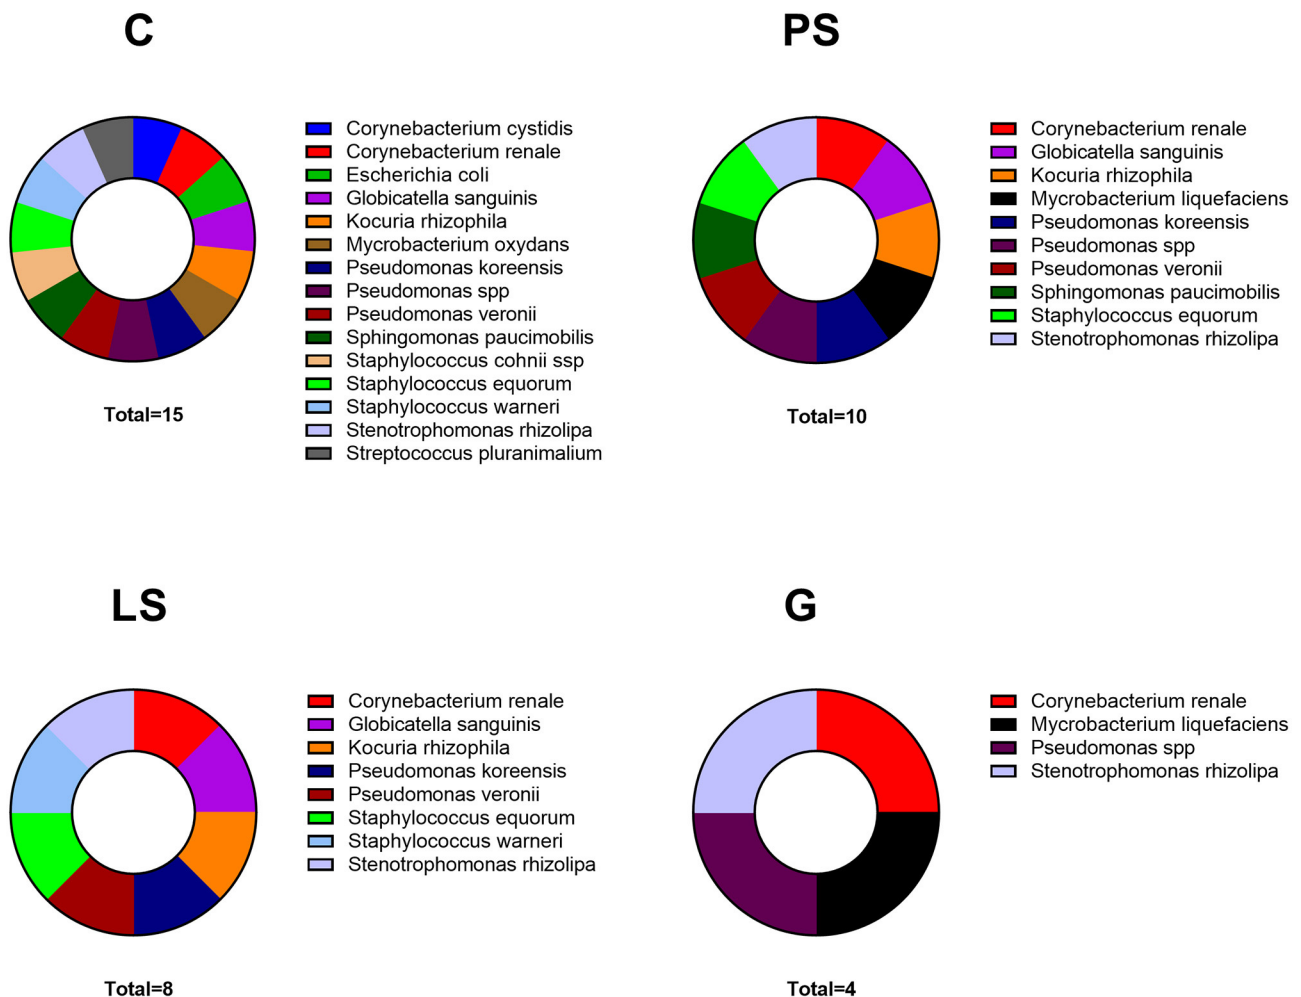 C
Corynebacterium cystidis
Corynebacterium renale
Escherichia coli
Globicatella sanguinis
Kocuria rhizophila
Mycrobacterium oxydans
Pseudomonas koreensis
Pseudomonas spp
Pseudomonas veronii
Sphingomonas paucimobilis
Staphylococcus cohnii ssp
Staphylococcus equorum
Staphylococcus warneri
Stenotrophomonas rhizolipa
Streptococcus pluranimalium
Total=15
PS
Corynebacterium renale
Globicatella sanguinis
Kocuria rhizophila
Mycrobacterium liquefaciens
Pseudomonas koreensis
Pseudomonas spp
Pseudomonas veronii
Sphingomonas paucimobilis
Staphylococcus equorum
Stenotrophomonas rhizolipa
Total=10
LS
Corynebacterium renale
Globicatella sanguinis
Kocuria rhizophila
Pseudomonas koreensis
Pseudomonas veronii
Staphylococcus equorum
Staphylococcus warneri
Stenotrophomonas rhizolipa
Total=8
G
Corynebacterium renale
Mycrobacterium liquefaciens
Pseudomonas spp
Stenotrophomonas rhizolipa
Total=4